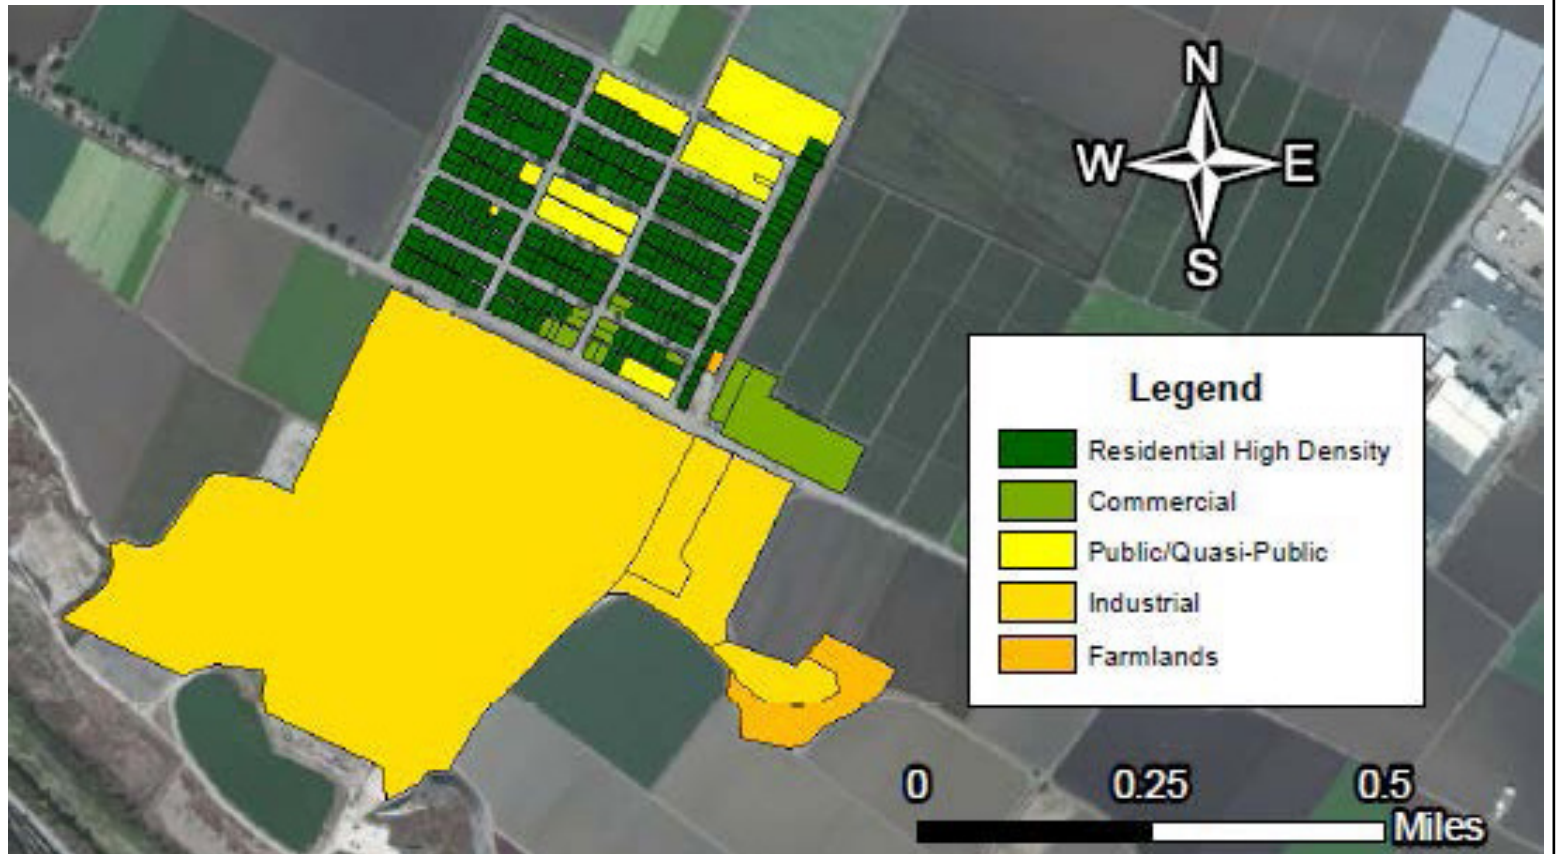 N
W E
S
Legend
Residential High Density
Commercial
Public/Quasi-Public
Industrial
Farmlands
0 0.25 0.5
Miles